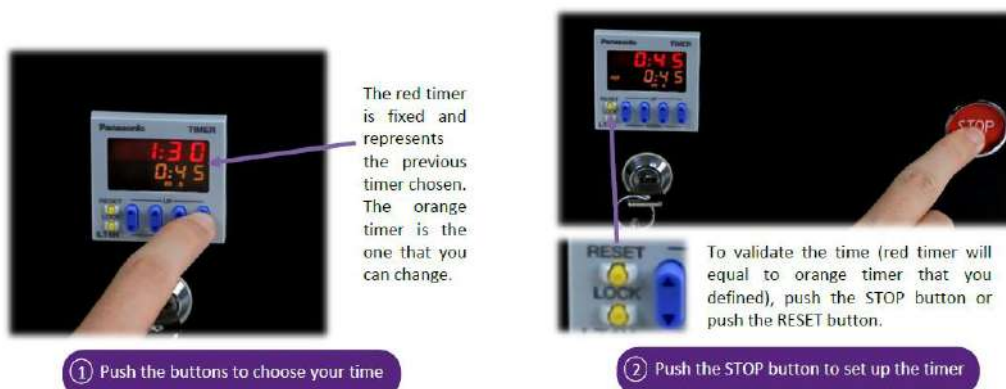 Panasonic TIMER
1:30
0:45
m s
RESET UP
LOCK
The red timer
is fixed and
represents
the previous
timer chosen.
The orange
timer is the
one that you
can change.
1 Push the buttons to choose your time
Panasonic TIMER
0:45
0:45
RESET UP
STOP
RESET
LOCK
To validate the time (red timer will
equal to orange timer that you
defined), push the STOP button or
push the RESET button.
2 Push the STOP button to set up the timer